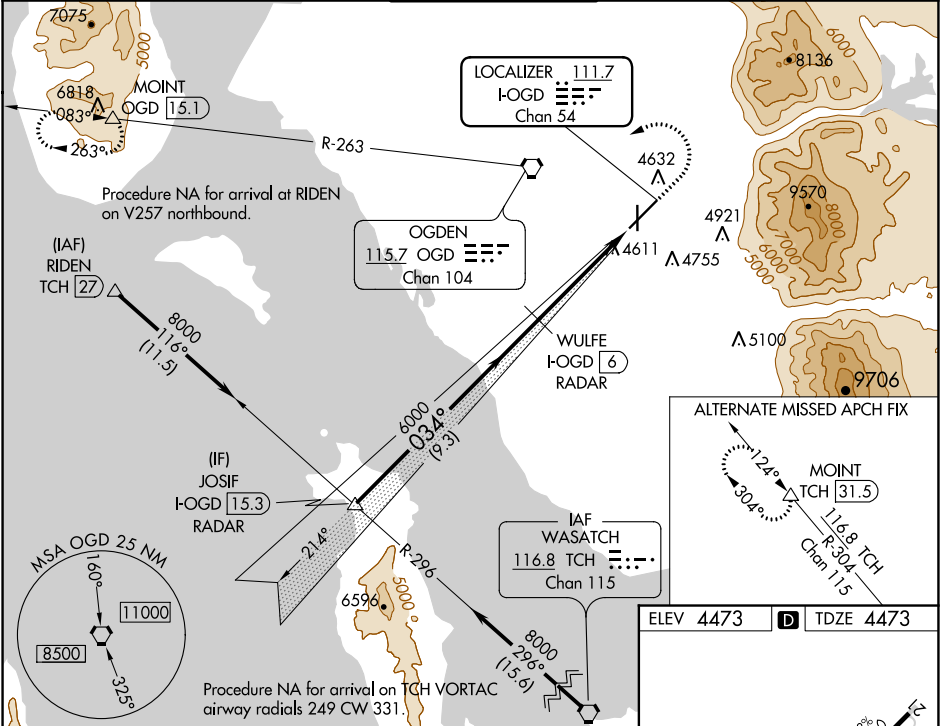 7075
5000
6818
MOINT
OGD 15.1
083°
263°
R-263
Procedure NA for arrival at RIDEN
on V257 northbound.
LOCALIZER 111.7
I-OGD
Chan 54
6000
8136
4632
9570
8000
6000
5000
4921
4611
4755
OGDEN
115.7 OGD
Chan 104
(IAF)
RIDEN
TCH 27
8000
116°
(11.5)
WULFE
I-OGD 6
RADAR
5100
9706
6000
034°
(9.3)
(IF)
JOSIF
I-OGD 15.3
RADAR
214°
R-296
ALTERNATE MISSED APCH FIX
124°
304°
MOINT
TCH 31.5
116.8 TCH
R-304
Chan 115
IAF
WASATCH
116.8 TCH
Chan 115
MSA OGD 25 NM
160°
11000
8500
325°
6596
5000
8000
296°
(15.6)
Procedure NA for arrival on TCH VORTAC
airway radials 249 CW 331.
ELEV 4473
D
TDZE 4473
21